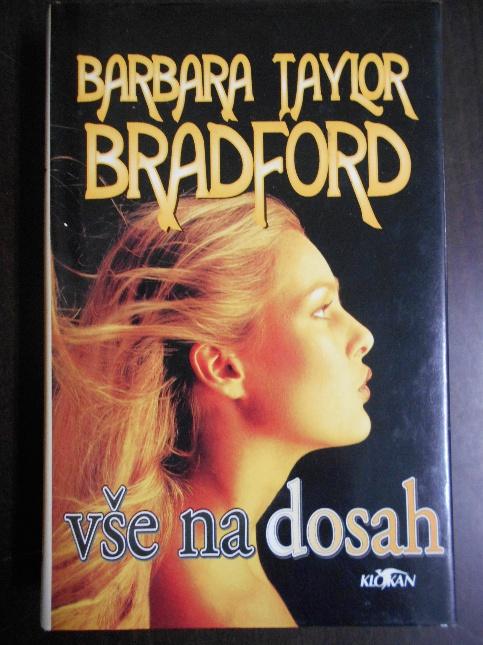 BARBARA TAYLOR
BRADFORD
vše na dosah
KLOKAN